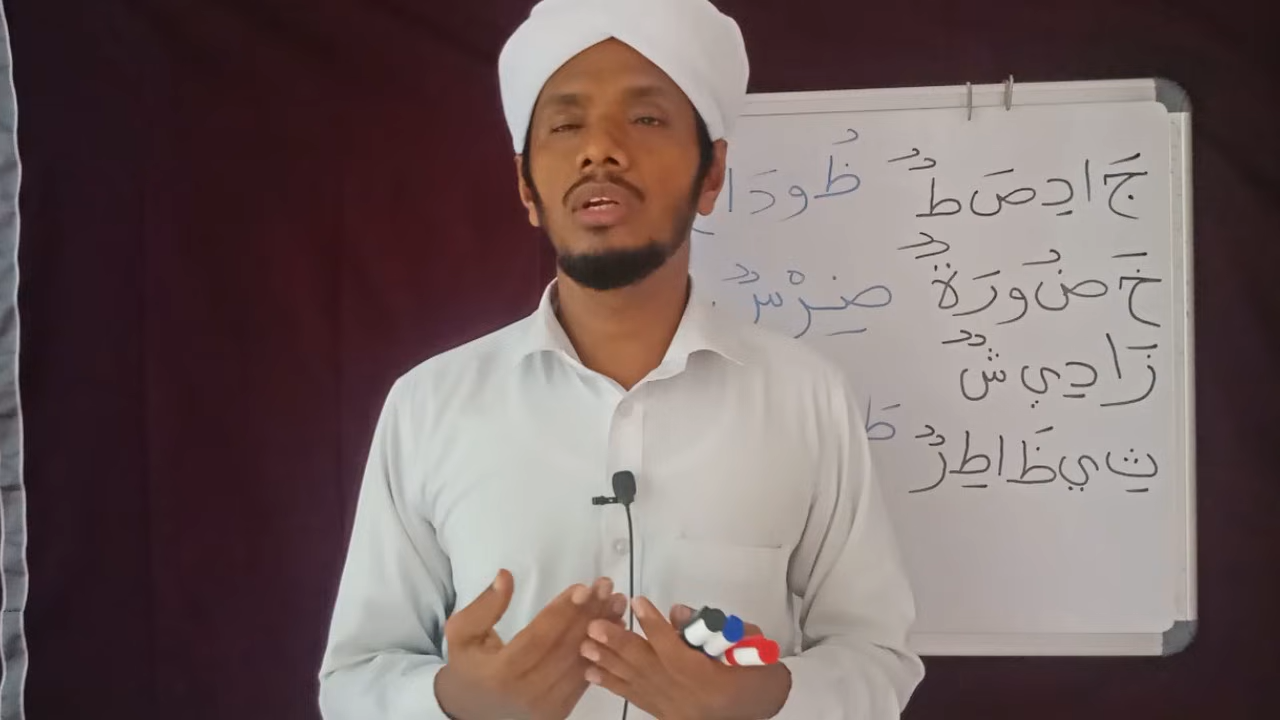 جَادِصَطٌ ظُودَا
خَضُورَةٌ ضِرْسٌ
زَادِيشٌ
ثِيظَاطِرٌ ظَ